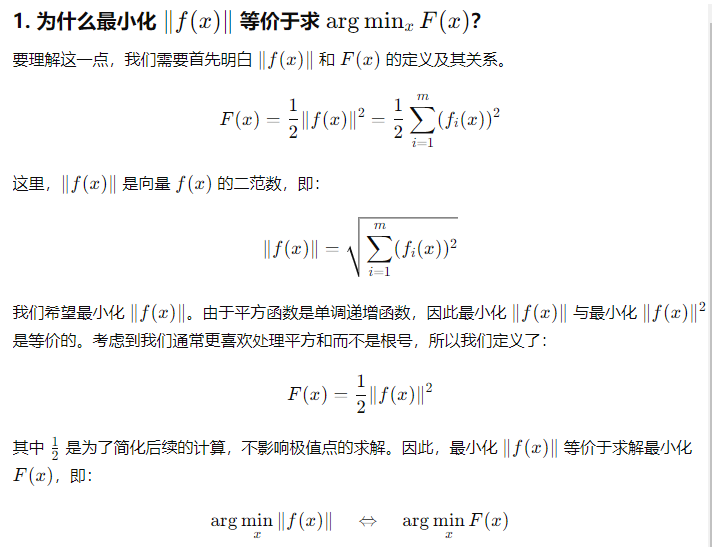 1. 为什么最小化 ‖f(x)‖ 等价于求 arg minₓ F(x)?
要理解这一点，我们需要首先明白 ‖f(x)‖ 和 F(x) 的定义及其关系。
F(x) = \frac{1}{2}‖f(x)‖² = \frac{1}{2}\sum_{i=1}^{m}(f_i(x))²
这里，‖f(x)‖ 是向量 f(x) 的二范数，即：
‖f(x)‖ = \sqrt{\sum_{i=1}^{m}(f_i(x))²}
我们希望最小化 ‖f(x)‖。由于平方函数是单调递增函数，因此最小化 ‖f(x)‖ 与最小化 ‖f(x)‖²
是等价的。考虑到我们通常更喜欢处理平方和而不是根号，所以我们定义了：
F(x) = \frac{1}{2}‖f(x)‖²
其中 \frac{1}{2} 是为了简化后续的计算，不影响极值点的求解。因此，最小化 ‖f(x)‖ 等价于求解最小化
F(x)，即：
arg minₓ ‖f(x)‖ ⇔ arg minₓ F(x)